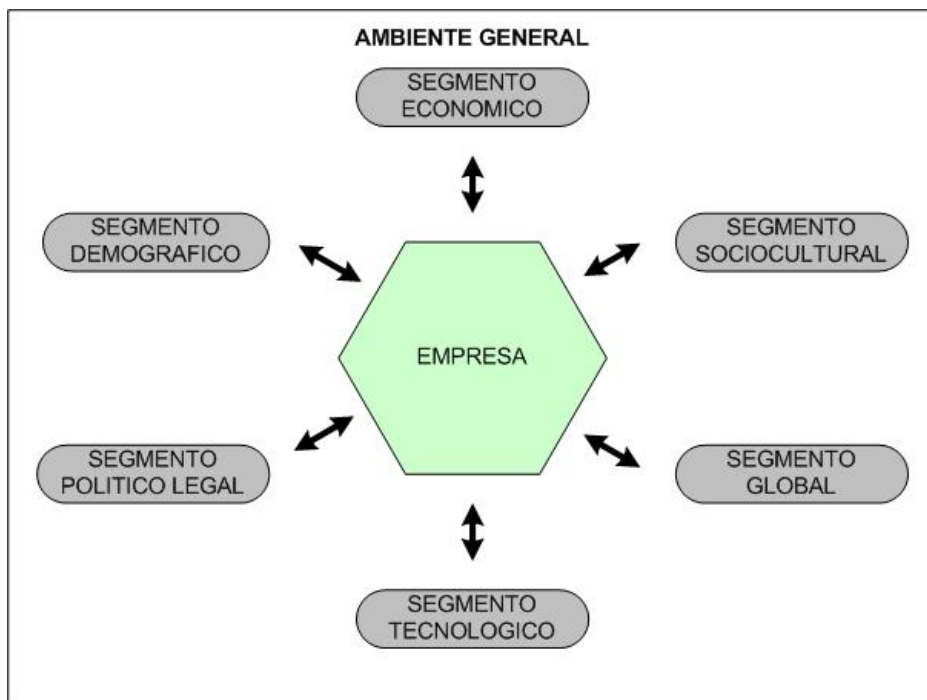 AMBIENTE GENERAL
SEGMENTO
ECONOMICO
SEGMENTO
DEMOGRAFICO
SEGMENTO
SOCIOCULTURAL
EMPRESA
SEGMENTO
POLITICO LEGAL
SEGMENTO
GLOBAL
SEGMENTO
TECNOLOGICO